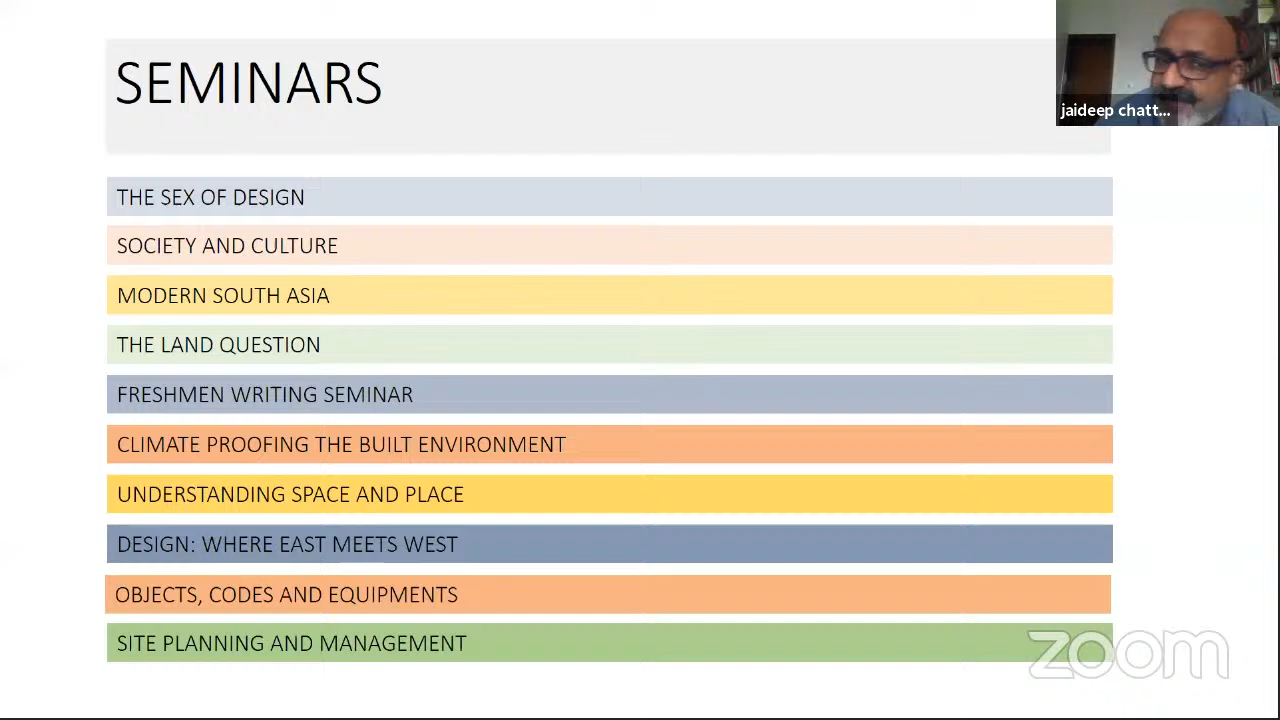 SEMINARS
jaideep chatt...
THE SEX OF DESIGN
SOCIETY AND CULTURE
MODERN SOUTH ASIA
THE LAND QUESTION
FRESHMEN WRITING SEMINAR
CLIMATE PROOFING THE BUILT ENVIRONMENT
UNDERSTANDING SPACE AND PLACE
DESIGN: WHERE EAST MEETS WEST
OBJECTS, CODES AND EQUIPMENTS
SITE PLANNING AND MANAGEMENT
zoom